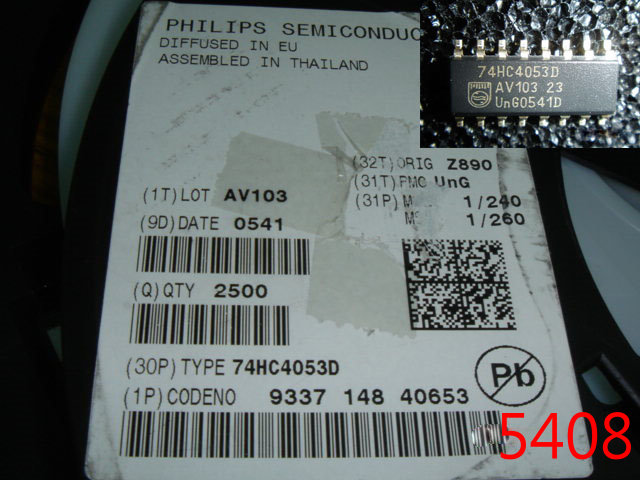 PHILIPS SEMICONDUC
DIFFUSED IN EU
ASSEMBLED IN THAILAND
74HC4053D
AV103 23
UnG0541D
(32T)ORIG Z890
(31T)PMC UnG
(1T)LOT AV103
(31P)M 1/240
(9D)DATE 0541
1/260
(Q)QTY 2500
(30P)TYPE 74HC4053D
Pb
(1P)CODENO 9337 148 40653
5408